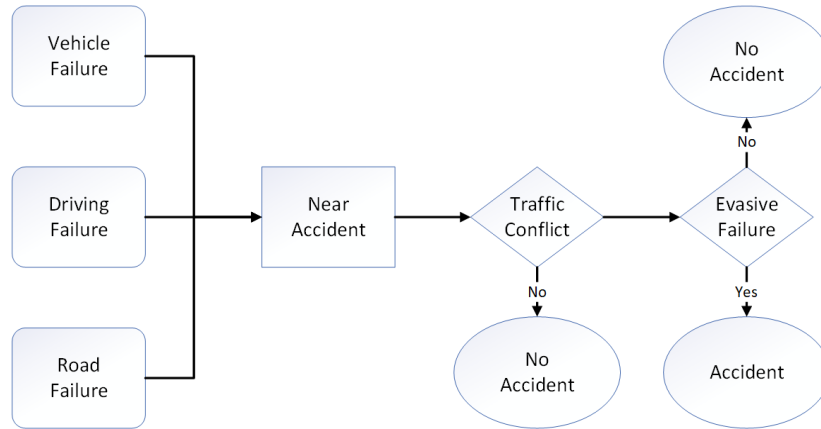 Vehicle
Failure
Driving
Failure
Road
Failure
Near
Accident
Traffic
Conflict
No
No
Accident
Evasive
Failure
No
No
Accident
Yes
Accident